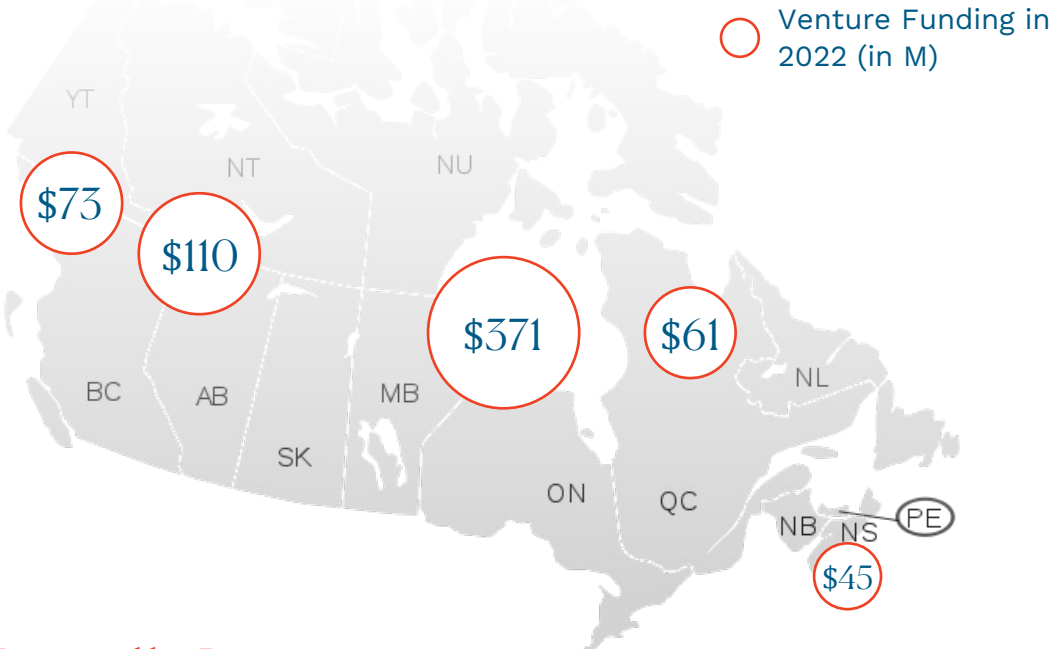 Venture Funding in
2022 (in M)
YT
NT
NU
$73
$110
$371
$61
BC
AB
MB
NL
SK
ON
QC
NB
NS
PE
$45